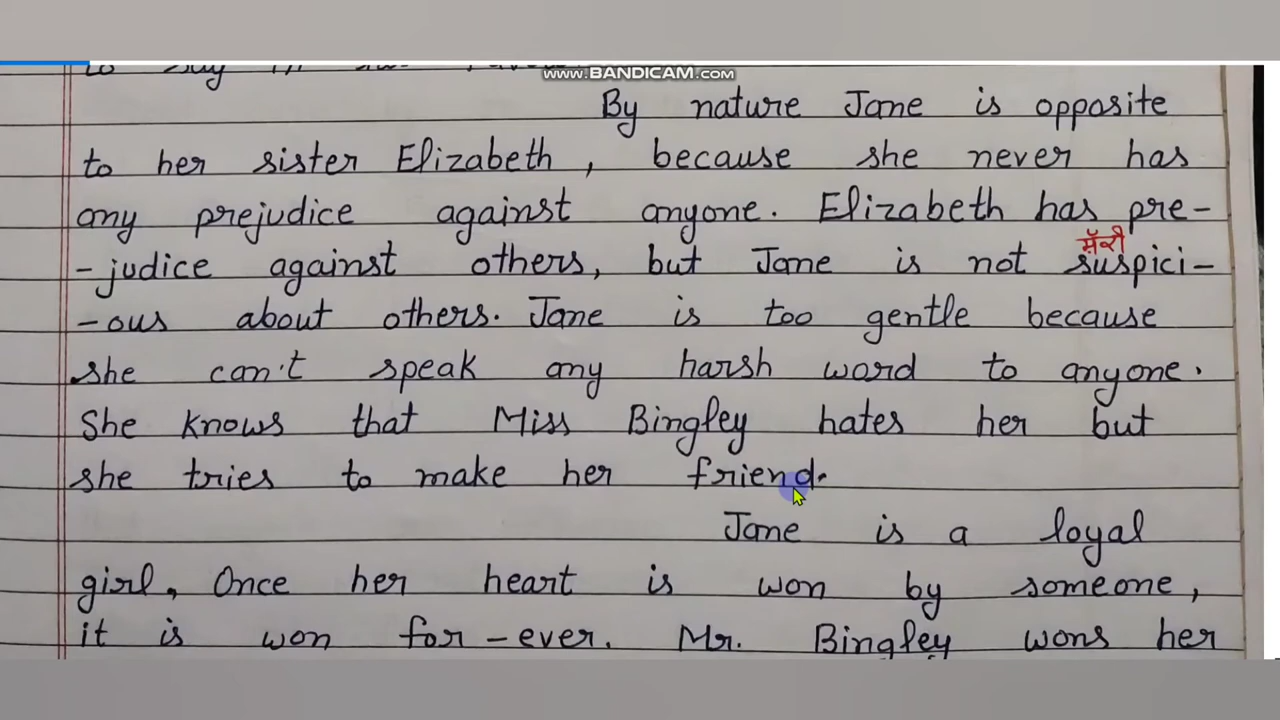 www.BANDICAM.com
By nature Jane is opposite
to her sister Elizabeth, because she never has
any prejudice against anyone. Elizabeth has pre-
-judice against others, but Jane is not suspici-
-ous about others. Jane is too gentle because
she can't speak any harsh word to anyone.
She knows that Miss Bingley hates her but
she tries to make her friend.
Jane is a loyal
girl. Once her heart is won by someone,
it is won for-ever. Mr. Bingley wons her